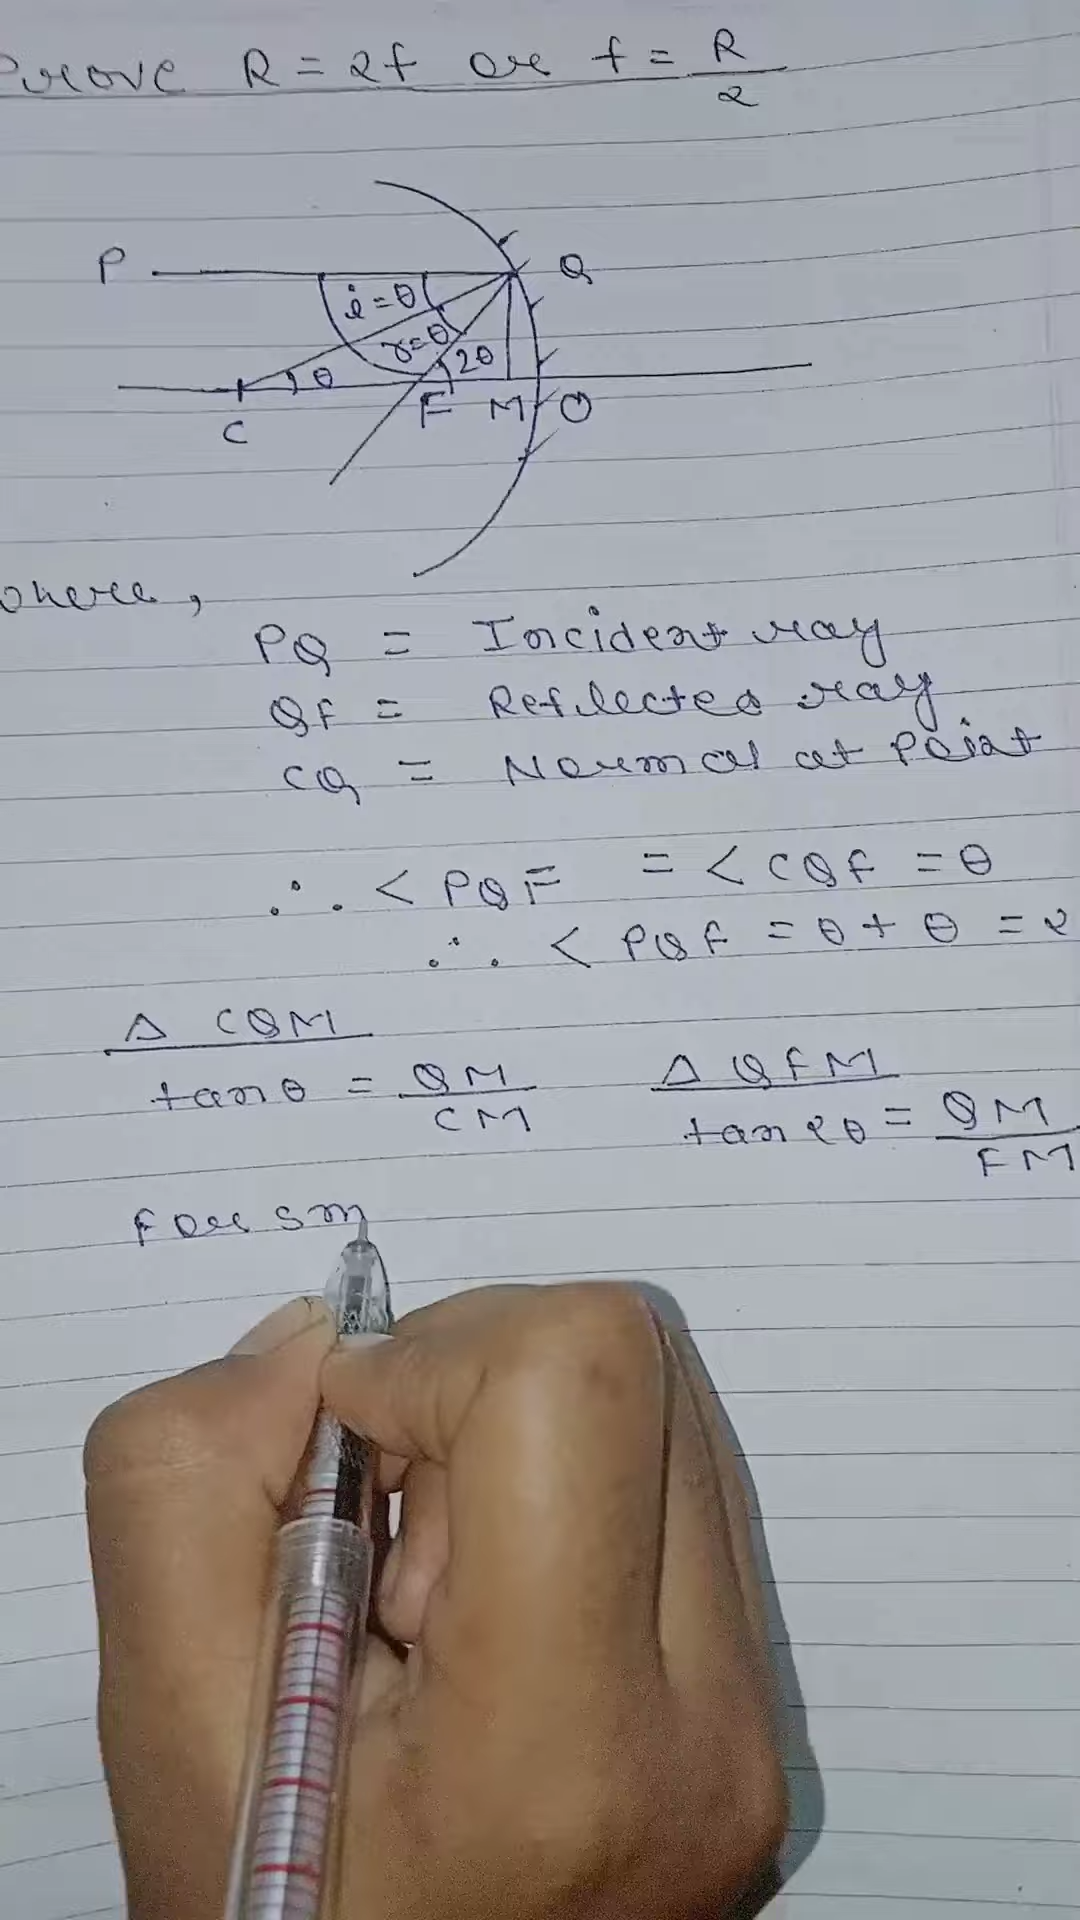 Prove R = 2f or f = R/2
P
Q
i = θ
r = θ
2θ
θ
C
F
M
O
where,
PQ = Incident ray
QF = Reflected ray
CQ = Normal at Point
∴ < PQF = < CQF = θ
∴ < PQF = θ + θ = 2
Δ CQM
tan θ = QM/CM
Δ QFM
tan 2θ = QM/FM
For sm